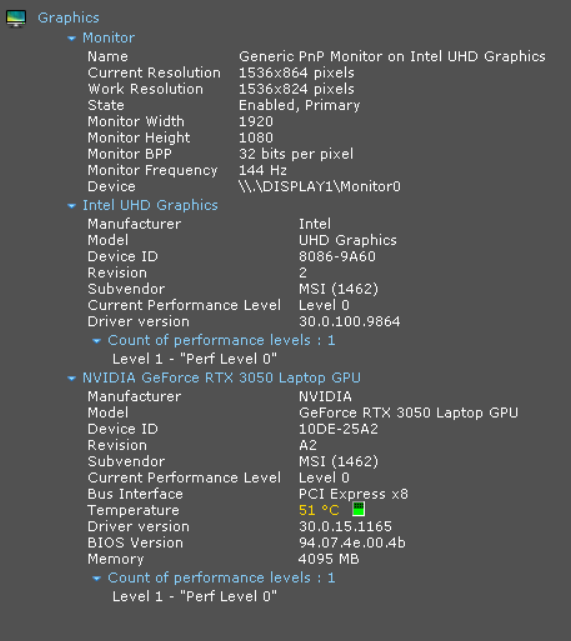 Graphics
Monitor
Name Generic PnP Monitor on Intel UHD Graphics
Current Resolution 1536x864 pixels
Work Resolution 1536x824 pixels
State Enabled, Primary
Monitor Width 1920
Monitor Height 1080
Monitor BPP 32 bits per pixel
Monitor Frequency 144 Hz
Device \\.\DISPLAY1\Monitor0
Intel UHD Graphics
Manufacturer Intel
Model UHD Graphics
Device ID 8086-9A60
Revision 2
Subvendor MSI (1462)
Current Performance Level Level 0
Driver version 30.0.100.9864
Count of performance levels : 1
Level 1 - "Perf Level 0"
NVIDIA GeForce RTX 3050 Laptop GPU
Manufacturer NVIDIA
Model GeForce RTX 3050 Laptop GPU
Device ID 10DE-25A2
Revision A2
Subvendor MSI (1462)
Current Performance Level Level 0
Bus Interface PCI Express x8
Temperature 51 °C
Driver version 30.0.15.1165
BIOS Version 94.07.4e.00.4b
Memory 4095 MB
Count of performance levels : 1
Level 1 - "Perf Level 0"